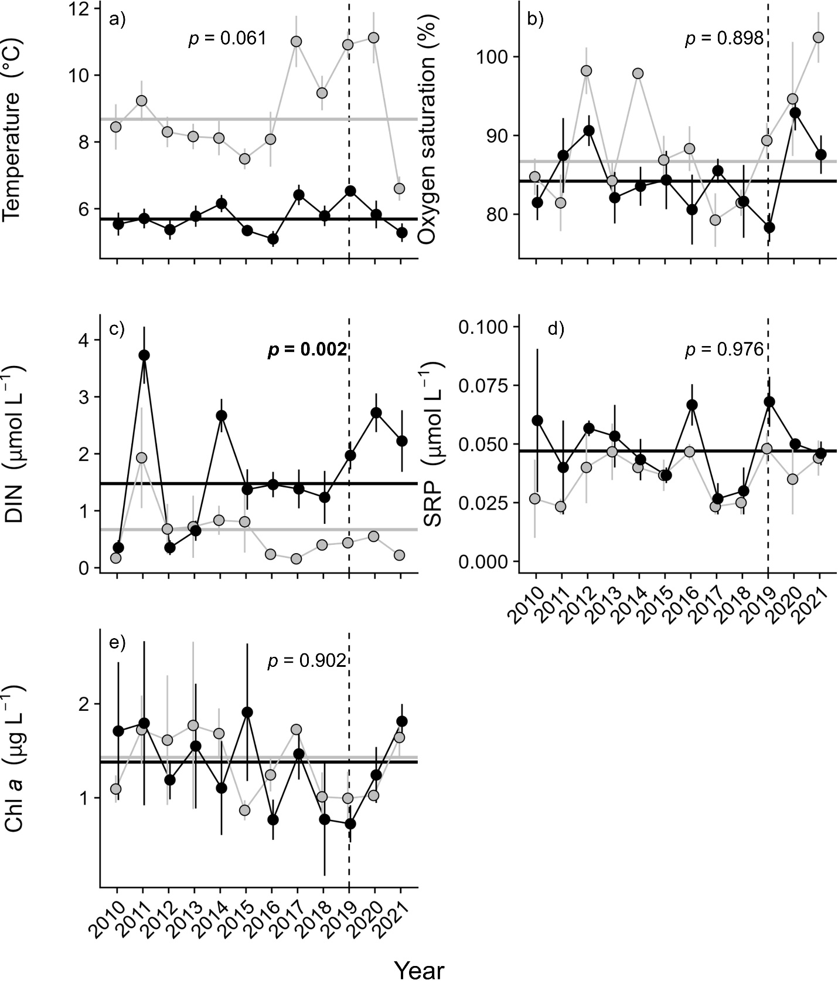 a)
p = 0.061
Temperature (°C)
12
10
8
6
b)
p = 0.898
Oxygen saturation (%)
100
90
80
c)
p = 0.002
DIN (μmol L−1)
4
3
2
1
0
d)
p = 0.976
SRP (μmol L−1)
0.100
0.075
0.050
0.025
0.000
2010 2011 2012 2013 2014 2015 2016 2017 2018 2019 2020 2021
e)
p = 0.902
Chl a (μg L−1)
2
1
2010 2011 2012 2013 2014 2015 2016 2017 2018 2019 2020 2021
Year